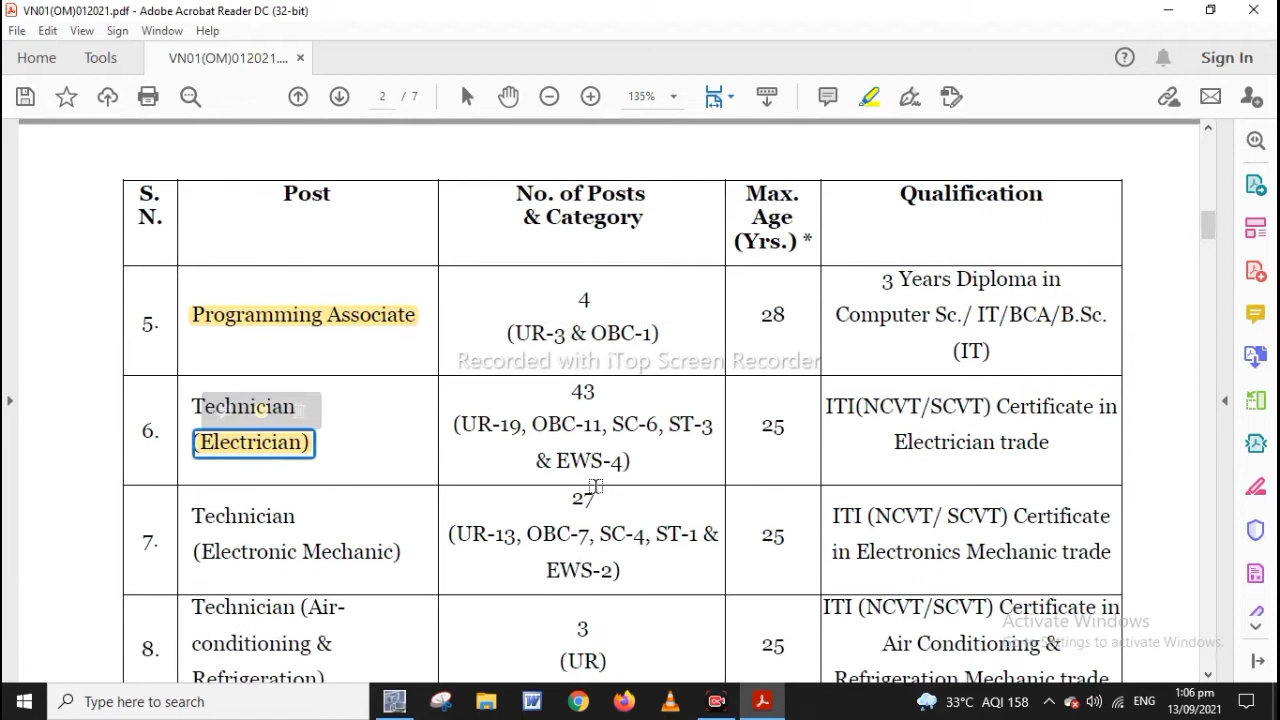 VN01(OM)012021.pdf - Adobe Acrobat Reader DC (32-bit)
File Edit View Sign Window Help
Home Tools VN01(OM)012021.... × Sign In
2 / 7 135%
S. N. Post No. of Posts & Category Max. Age (Yrs.) * Qualification
5. Programming Associate 4 (UR-3 & OBC-1) 28 3 Years Diploma in Computer Sc./ IT/BCA/B.Sc. (IT)
Recorded with iTop Screen Recorder
6. Technician (Electrician) 43 (UR-19, OBC-11, SC-6, ST-3 & EWS-4) 25 ITI(NCVT/SCVT) Certificate in Electrician trade
7. Technician (Electronic Mechanic) 27 (UR-13, OBC-7, SC-4, ST-1 & EWS-2) 25 ITI (NCVT/ SCVT) Certificate in Electronics Mechanic trade
8. Technician (Air-conditioning & Refrigeration) 3 (UR) 25 ITI (NCVT/SCVT) Certificate in Air Conditioning & Refrigeration Mechanic trade
Activate Windows
Go to Settings to activate Windows.
Type here to search 33°C AQI 158 ENG 1:06 pm
13/09/2021